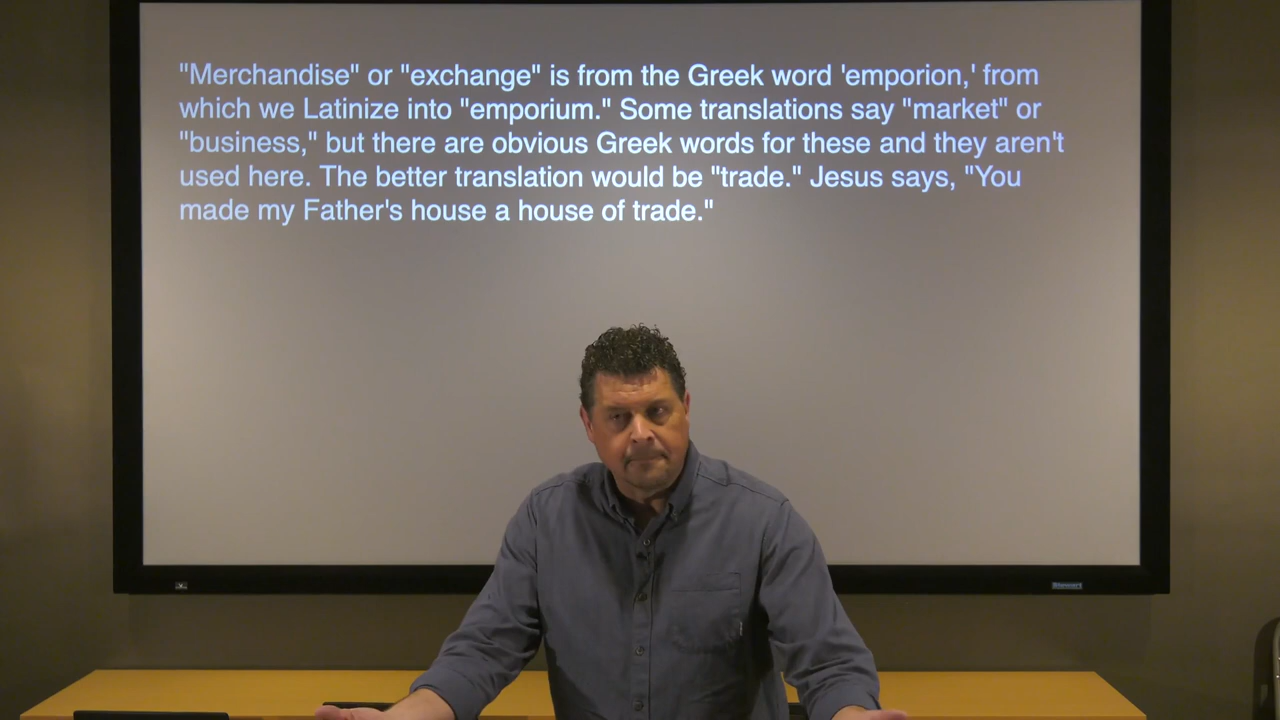 "Merchandise" or "exchange" is from the Greek word 'emporion,' from
which we Latinize into "emporium." Some translations say "market" or
"business," but there are obvious Greek words for these and they aren't
used here. The better translation would be "trade." Jesus says, "You
made my Father's house a house of trade."